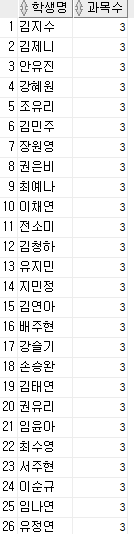 학생명 과목수
1 김지수 3
2 김제니 3
3 안유진 3
4 강혜원 3
5 조유리 3
6 김민주 3
7 장원영 3
8 권은비 3
9 최예나 3
10 이채연 3
11 전소미 3
12 김청하 3
13 유지민 3
14 지민정 3
15 김연아 3
16 배주현 3
17 강슬기 3
18 손승완 3
19 김태연 3
20 권유리 3
21 임윤아 3
22 최수영 3
23 서주현 3
24 이순규 3
25 임나연 3
26 유정연 3